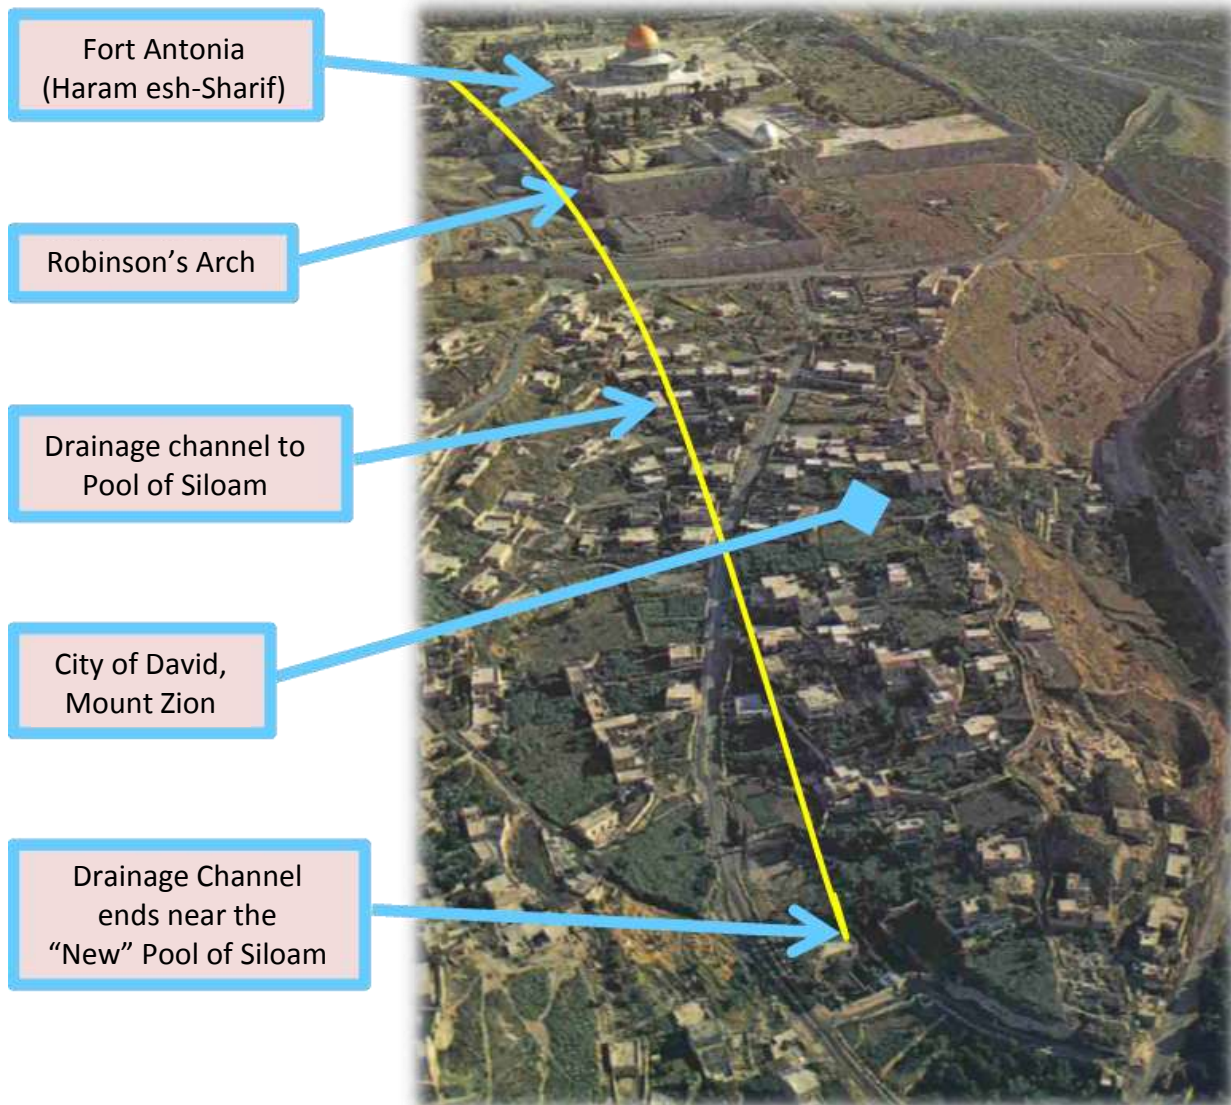 Fort Antonia
(Haram esh-Sharif)
Robinson’s Arch
Drainage channel to
Pool of Siloam
City of David,
Mount Zion
Drainage Channel
ends near the
“New” Pool of Siloam